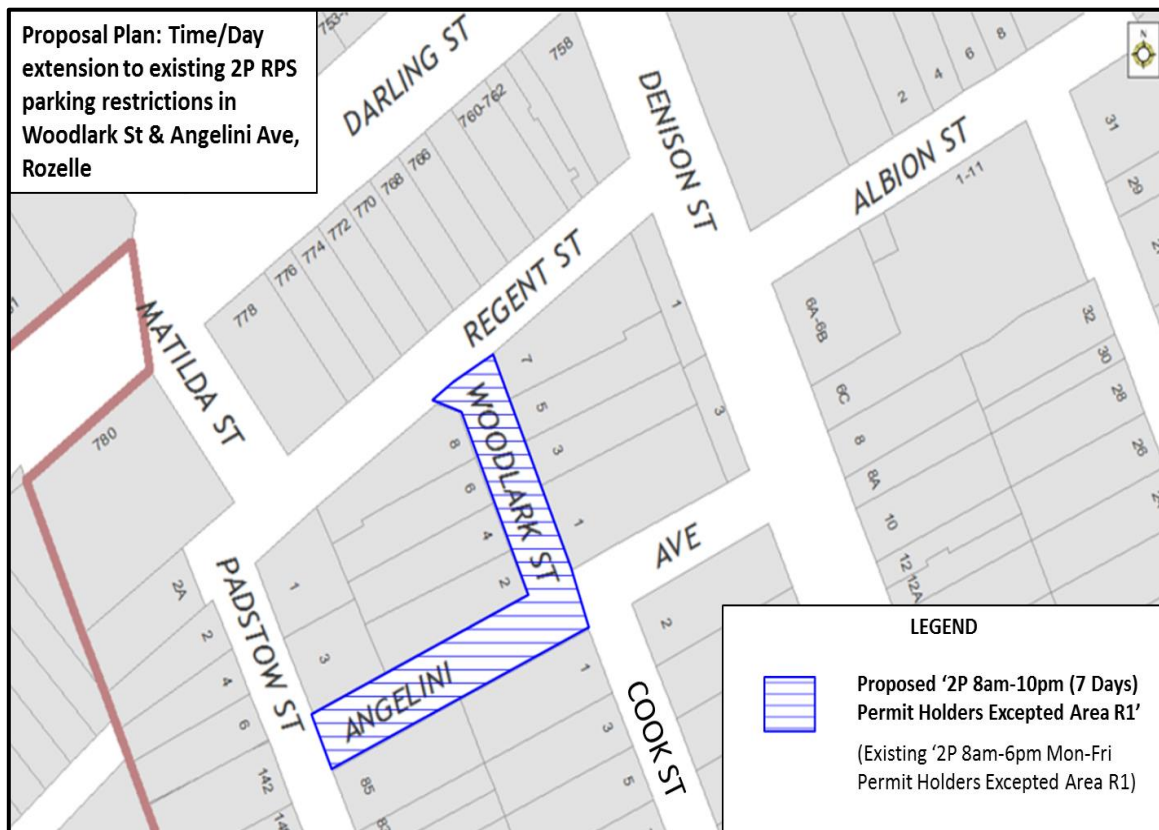 Proposal Plan: Time/Day
extension to existing 2P RPS
parking restrictions in
Woodlark St & Angelini Ave,
Rozelle
N
DARLING ST
758
760-762
766
768
770
772
774
776
778
DENISON ST
2
4
6
8
ALBION ST
1-11
31
29
REGENT ST
MATILDA ST
780
WOODLARK ST
7
5
3
1
8
6
4
2
1
3
6A-6B
6C
8
8A
10
12
12A
32
30
28
26
AVE
ANGELINI
PADSTOW ST
1
3
2A
2
4
6
142
85
COOK ST
1
3
5
2
LEGEND
Proposed ‘2P 8am-10pm (7 Days)
Permit Holders Excepted Area R1’
(Existing ‘2P 8am-6pm Mon-Fri
Permit Holders Excepted Area R1)